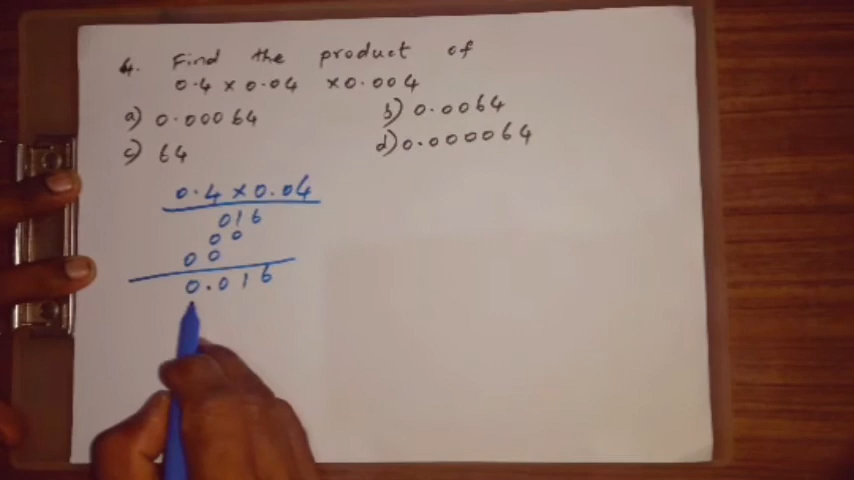 4. Find the product of
0.4 x 0.04 x 0.004
a) 0.00064 b) 0.0064
c) 64 d) 0.000064
0.4 x 0.04
016
00
00
0.016